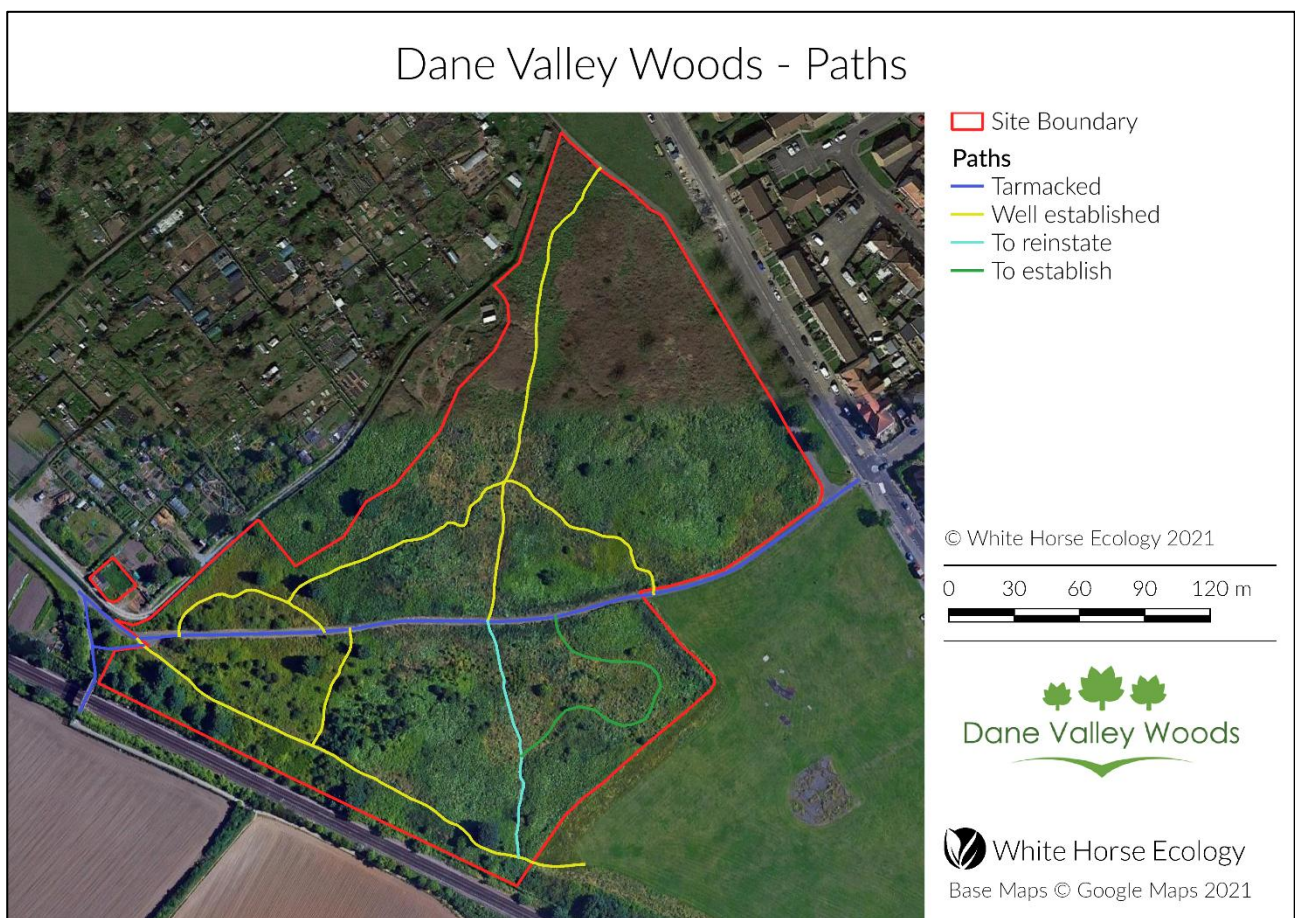 Dane Valley Woods - Paths
Site Boundary
Paths
Tarmacked
Well established
To reinstate
To establish
© White Horse Ecology 2021
0 30 60 90 120 m
Dane Valley Woods
White Horse Ecology
Base Maps © Google Maps 2021